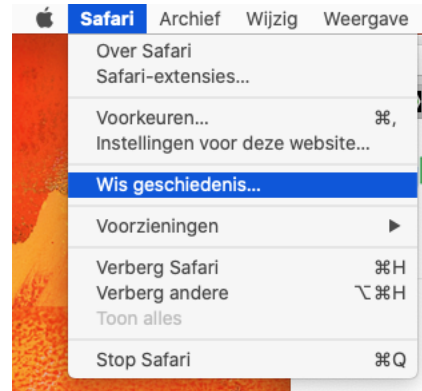 Safari Archief Wijzig Weergave
Over Safari
Safari-extensies...
Voorkeuren... ⌘,
Instellingen voor deze website...
Wis geschiedenis...
Voorzieningen ▶
Verberg Safari ⌘H
Verberg andere ⌥⌘H
Toon alles
Stop Safari ⌘Q